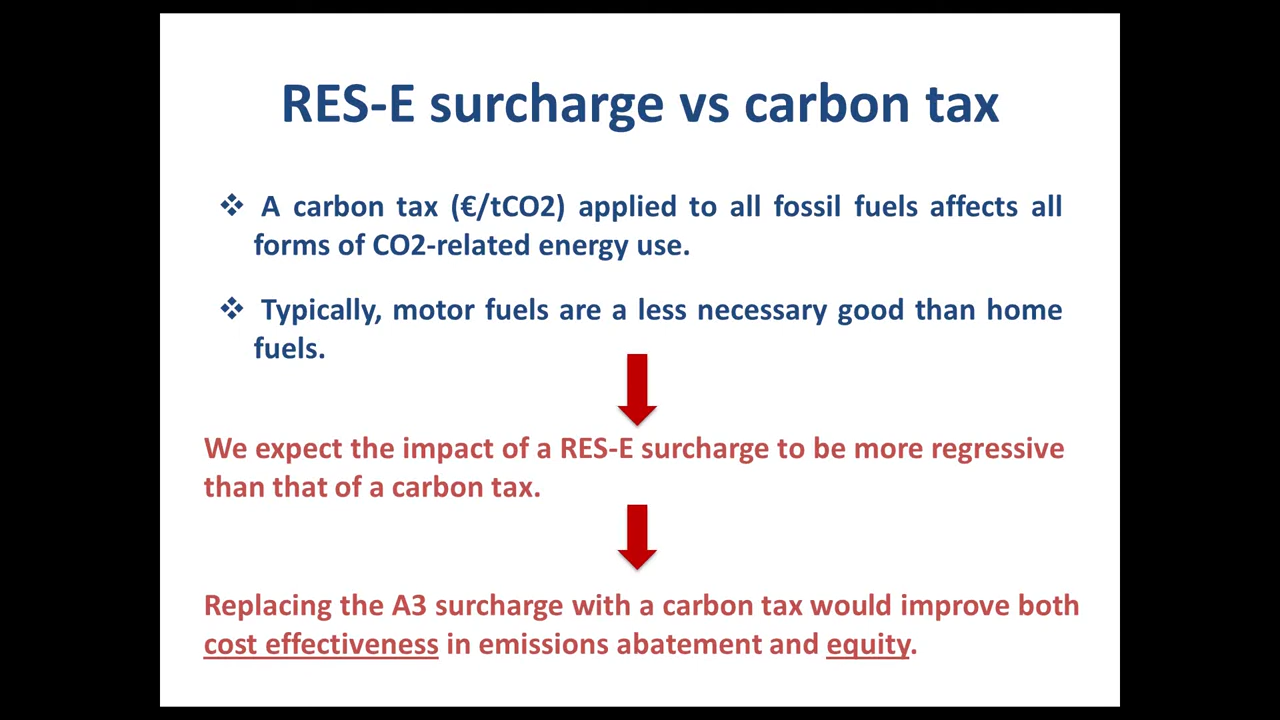 RES-E surcharge vs carbon tax
❖ A carbon tax (€/tCO2) applied to all fossil fuels affects all
forms of CO2-related energy use.
❖ Typically, motor fuels are a less necessary good than home
fuels.
We expect the impact of a RES-E surcharge to be more regressive
than that of a carbon tax.
Replacing the A3 surcharge with a carbon tax would improve both
cost effectiveness in emissions abatement and equity.